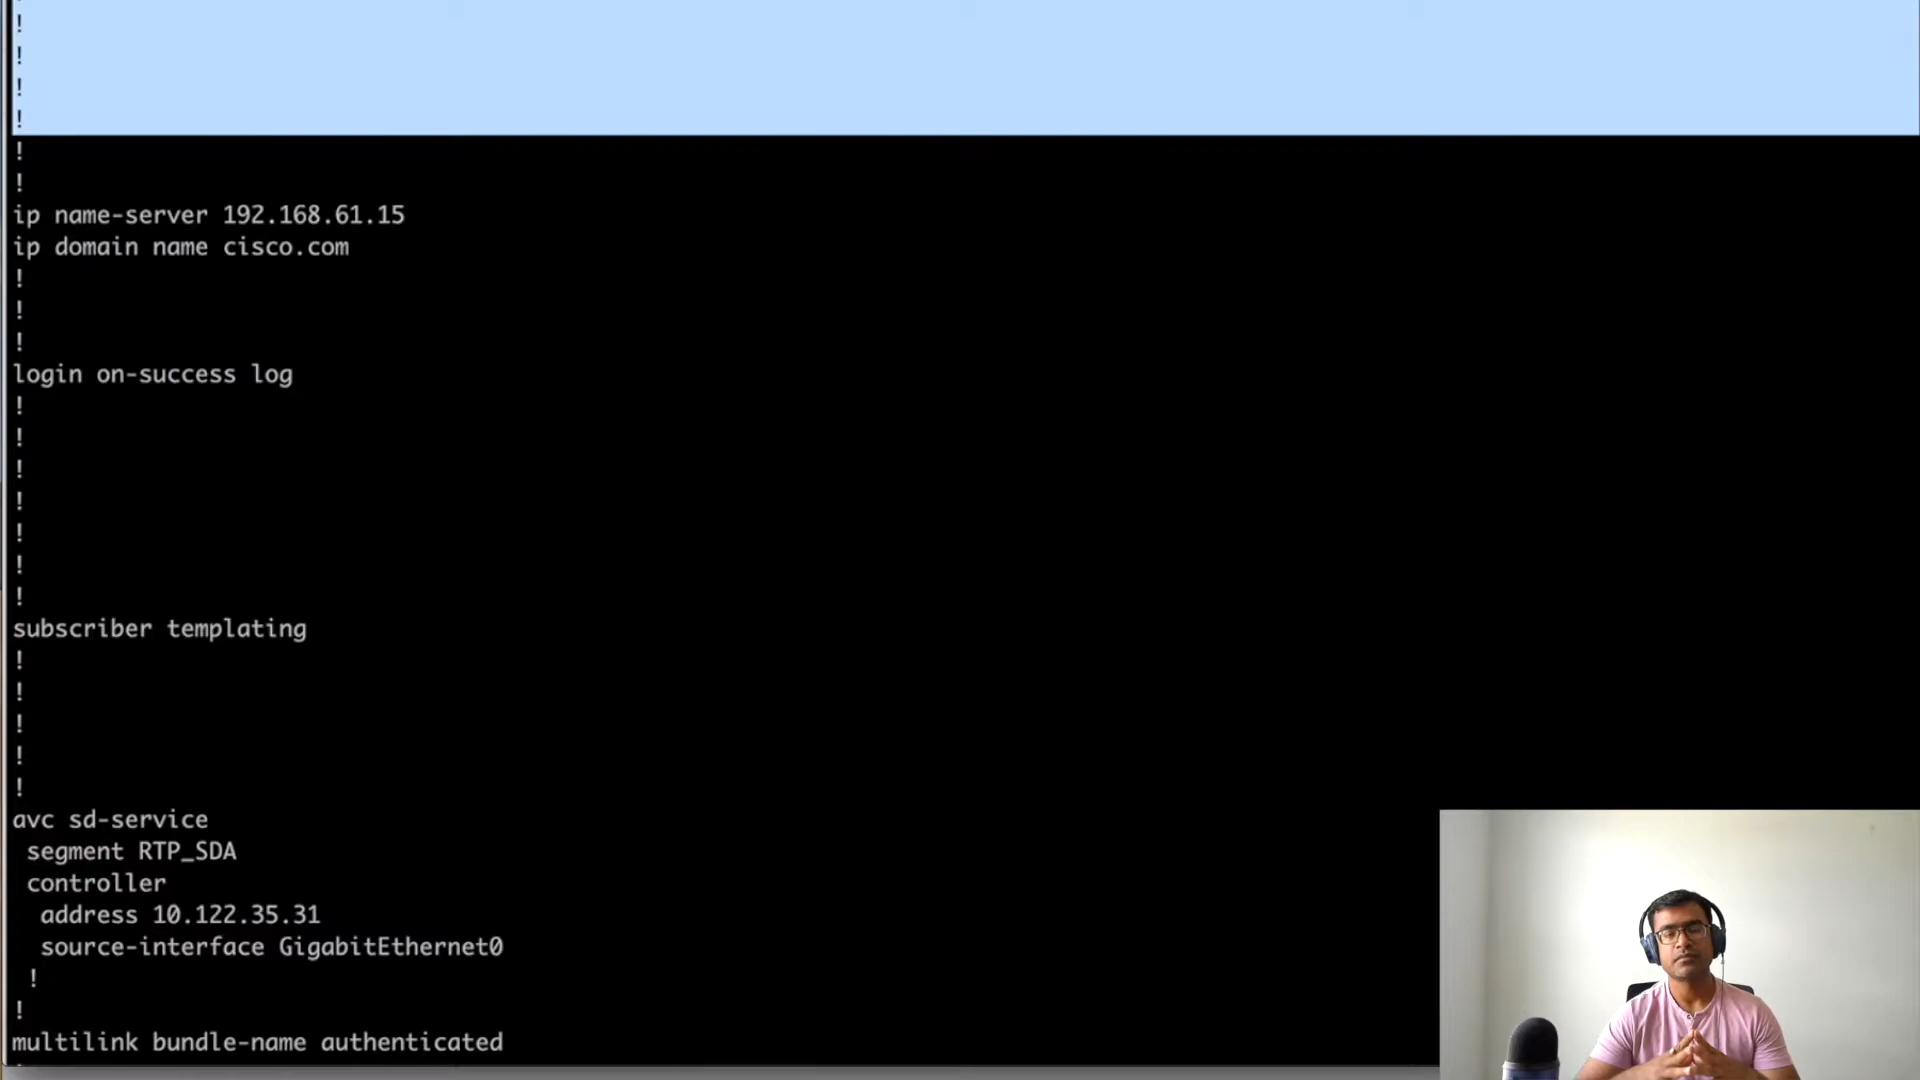 !
!
!
!
!
!
ip name-server 192.168.61.15
ip domain name cisco.com
!
!
!
login on-success log
!
!
!
!
!
!
!
subscriber templating
!
!
!
!
!
avc sd-service
 segment RTP_SDA
 controller
  address 10.122.35.31
  source-interface GigabitEthernet0
 !
!
multilink bundle-name authenticated